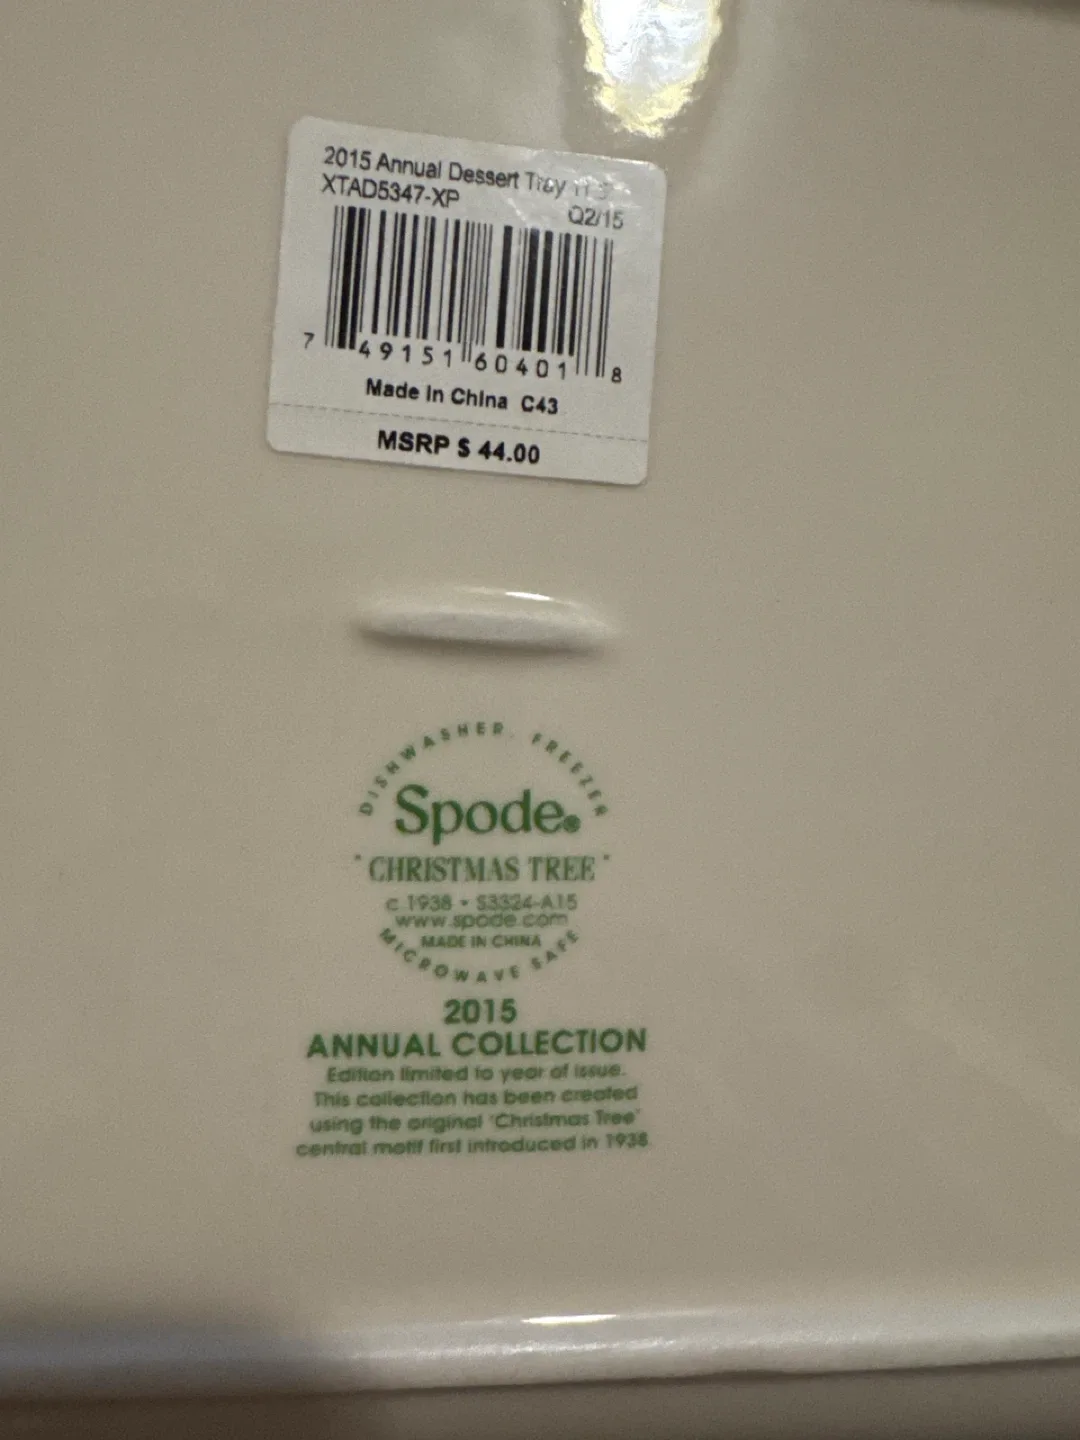 2015 Annual Dessert Tray 11.5"
XTAD5347-XP
Q2/15
7 49151 60401 8
Made In China C43
MSRP $ 44.00
DISHWASHER. FREEZER
Spode®
'CHRISTMAS TREE'
c.1938 • S3324-A15
www.spode.com
MADE IN CHINA
MICROWAVE SAFE
2015
ANNUAL COLLECTION
Edition limited to year of issue.
This collection has been created
using the original 'Christmas Tree'
central motif first introduced in 1938